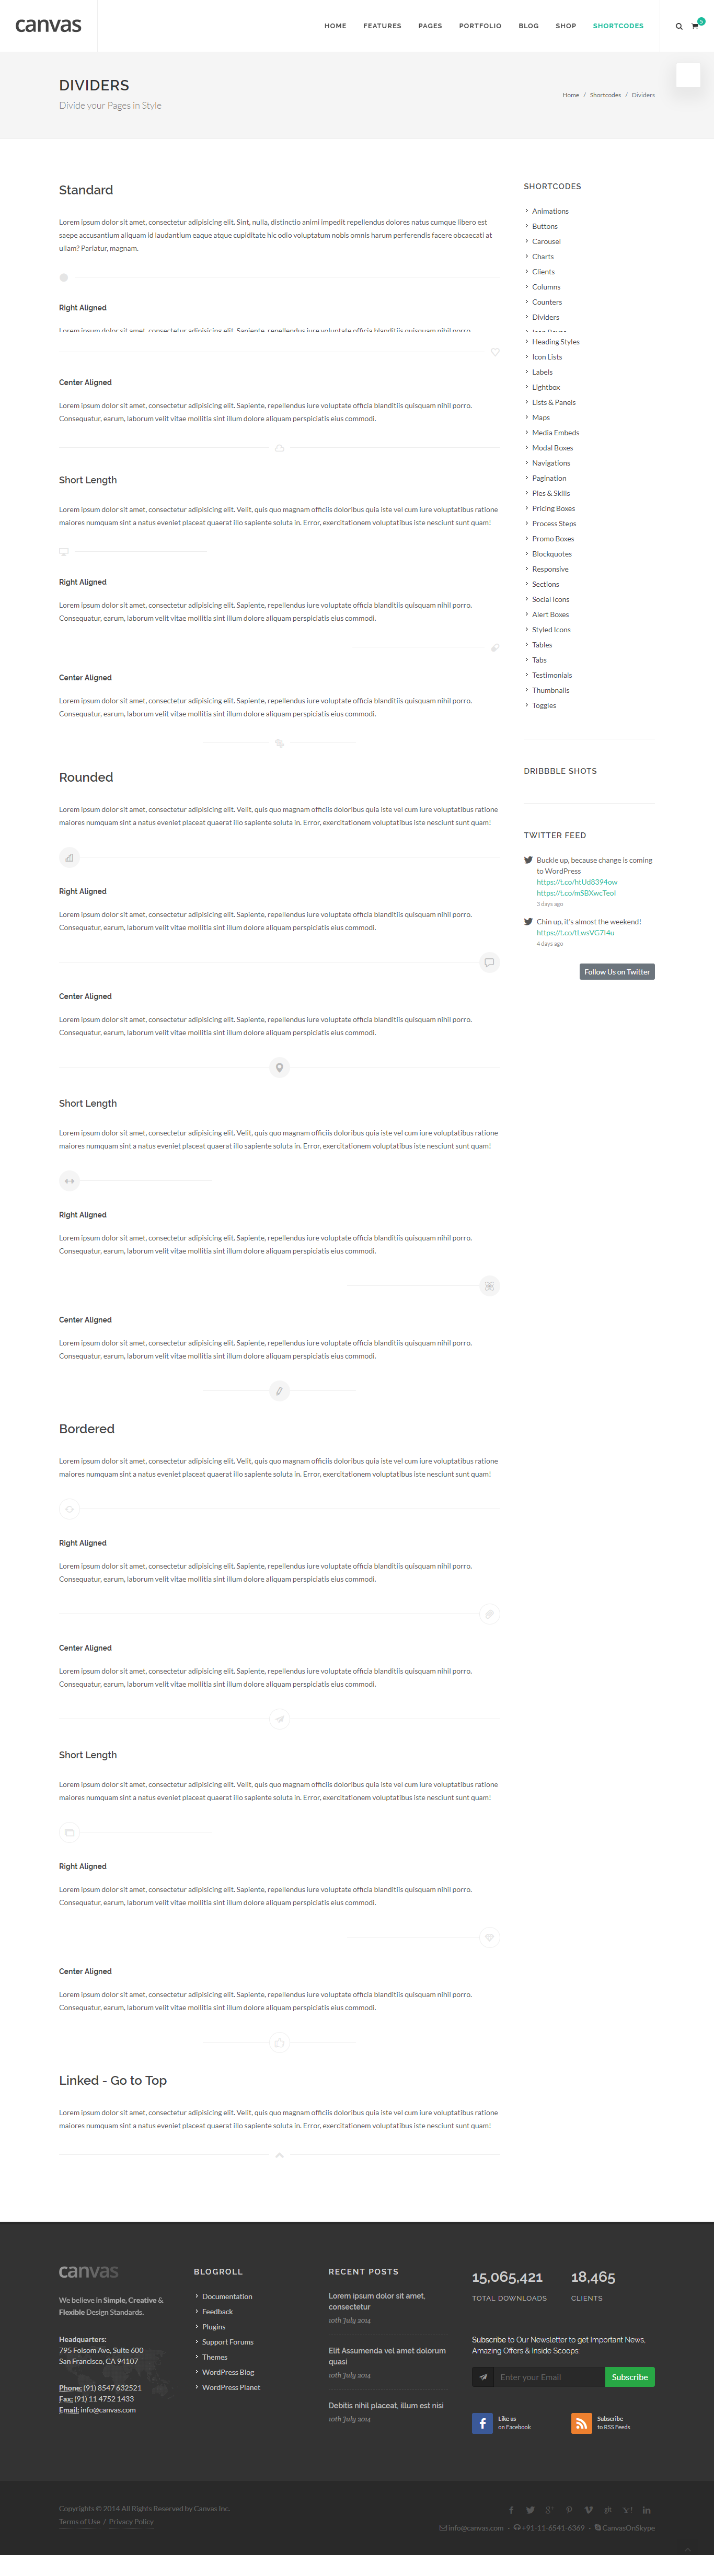 canvas
HOME FEATURES PAGES PORTFOLIO BLOG SHOP SHORTCODES
5
DIVIDERS
Divide your Pages in Style
Home / Shortcodes / Dividers
Standard
Lorem ipsum dolor sit amet, consectetur adipisicing elit. Sint, nulla, distinctio animi impedit repellendus dolores natus cumque libero est
saepe accusantium aliquam id laudantium eaque atque cupiditate hic odio voluptatum nobis omnis harum perferendis facere obcaecati at
ullam? Pariatur, magnam.
Right Aligned
Lorem ipsum dolor sit amet, consectetur adipisicing elit. Sapiente, repellendus iure voluptate officia blanditiis quisquam nihil porro.
Center Aligned
Lorem ipsum dolor sit amet, consectetur adipisicing elit. Sapiente, repellendus iure voluptate officia blanditiis quisquam nihil porro.
Consequatur, earum, laborum velit vitae mollitia sint illum dolore aliquam perspiciatis eius commodi.
Short Length
Lorem ipsum dolor sit amet, consectetur adipisicing elit. Velit, quis quo magnam officiis doloribus quia iste vel cum iure voluptatibus ratione
maiores numquam sint a natus eveniet placeat quaerat illo sapiente soluta in. Error, exercitationem voluptatibus iste nesciunt sunt quam!
Right Aligned
Lorem ipsum dolor sit amet, consectetur adipisicing elit. Sapiente, repellendus iure voluptate officia blanditiis quisquam nihil porro.
Consequatur, earum, laborum velit vitae mollitia sint illum dolore aliquam perspiciatis eius commodi.
Center Aligned
Lorem ipsum dolor sit amet, consectetur adipisicing elit. Sapiente, repellendus iure voluptate officia blanditiis quisquam nihil porro.
Consequatur, earum, laborum velit vitae mollitia sint illum dolore aliquam perspiciatis eius commodi.
Rounded
Lorem ipsum dolor sit amet, consectetur adipisicing elit. Velit, quis quo magnam officiis doloribus quia iste vel cum iure voluptatibus ratione
maiores numquam sint a natus eveniet placeat quaerat illo sapiente soluta in. Error, exercitationem voluptatibus iste nesciunt sunt quam!
Right Aligned
Lorem ipsum dolor sit amet, consectetur adipisicing elit. Sapiente, repellendus iure voluptate officia blanditiis quisquam nihil porro.
Consequatur, earum, laborum velit vitae mollitia sint illum dolore aliquam perspiciatis eius commodi.
Center Aligned
Lorem ipsum dolor sit amet, consectetur adipisicing elit. Sapiente, repellendus iure voluptate officia blanditiis quisquam nihil porro.
Consequatur, earum, laborum velit vitae mollitia sint illum dolore aliquam perspiciatis eius commodi.
Short Length
Lorem ipsum dolor sit amet, consectetur adipisicing elit. Velit, quis quo magnam officiis doloribus quia iste vel cum iure voluptatibus ratione
maiores numquam sint a natus eveniet placeat quaerat illo sapiente soluta in. Error, exercitationem voluptatibus iste nesciunt sunt quam!
Right Aligned
Lorem ipsum dolor sit amet, consectetur adipisicing elit. Sapiente, repellendus iure voluptate officia blanditiis quisquam nihil porro.
Consequatur, earum, laborum velit vitae mollitia sint illum dolore aliquam perspiciatis eius commodi.
Center Aligned
Lorem ipsum dolor sit amet, consectetur adipisicing elit. Sapiente, repellendus iure voluptate officia blanditiis quisquam nihil porro.
Consequatur, earum, laborum velit vitae mollitia sint illum dolore aliquam perspiciatis eius commodi.
Bordered
Lorem ipsum dolor sit amet, consectetur adipisicing elit. Velit, quis quo magnam officiis doloribus quia iste vel cum iure voluptatibus ratione
maiores numquam sint a natus eveniet placeat quaerat illo sapiente soluta in. Error, exercitationem voluptatibus iste nesciunt sunt quam!
Right Aligned
Lorem ipsum dolor sit amet, consectetur adipisicing elit. Sapiente, repellendus iure voluptate officia blanditiis quisquam nihil porro.
Consequatur, earum, laborum velit vitae mollitia sint illum dolore aliquam perspiciatis eius commodi.
Center Aligned
Lorem ipsum dolor sit amet, consectetur adipisicing elit. Sapiente, repellendus iure voluptate officia blanditiis quisquam nihil porro.
Consequatur, earum, laborum velit vitae mollitia sint illum dolore aliquam perspiciatis eius commodi.
Short Length
Lorem ipsum dolor sit amet, consectetur adipisicing elit. Velit, quis quo magnam officiis doloribus quia iste vel cum iure voluptatibus ratione
maiores numquam sint a natus eveniet placeat quaerat illo sapiente soluta in. Error, exercitationem voluptatibus iste nesciunt sunt quam!
Right Aligned
Lorem ipsum dolor sit amet, consectetur adipisicing elit. Sapiente, repellendus iure voluptate officia blanditiis quisquam nihil porro.
Consequatur, earum, laborum velit vitae mollitia sint illum dolore aliquam perspiciatis eius commodi.
Center Aligned
Lorem ipsum dolor sit amet, consectetur adipisicing elit. Sapiente, repellendus iure voluptate officia blanditiis quisquam nihil porro.
Consequatur, earum, laborum velit vitae mollitia sint illum dolore aliquam perspiciatis eius commodi.
Linked - Go to Top
Lorem ipsum dolor sit amet, consectetur adipisicing elit. Velit, quis quo magnam officiis doloribus quia iste vel cum iure voluptatibus ratione
maiores numquam sint a natus eveniet placeat quaerat illo sapiente soluta in. Error, exercitationem voluptatibus iste nesciunt sunt quam!
SHORTCODES
Animations
Buttons
Carousel
Charts
Clients
Columns
Counters
Dividers
Heading Styles
Icon Lists
Labels
Lightbox
Lists & Panels
Maps
Media Embeds
Modal Boxes
Navigations
Pagination
Pies & Skills
Pricing Boxes
Process Steps
Promo Boxes
Blockquotes
Responsive
Sections
Social Icons
Alert Boxes
Styled Icons
Tables
Tabs
Testimonials
Thumbnails
Toggles
DRIBBBLE SHOTS
TWITTER FEED
Buckle up, because change is coming
to WordPress
https://t.co/htUd8394ow
https://t.co/mSBXwcTeoI
3 days ago
Chin up, it's almost the weekend!
https://t.co/tLwsVG7I4u
4 days ago
Follow Us on Twitter
canvas
We believe in Simple, Creative &
Flexible Design Standards.
Headquarters:
795 Folsom Ave, Suite 600
San Francisco, CA 94107
Phone: (91) 8547 632521
Fax: (91) 11 4752 1433
Email: info@canvas.com
BLOGROLL
Documentation
Feedback
Plugins
Support Forums
Themes
WordPress Blog
WordPress Planet
RECENT POSTS
Lorem ipsum dolor sit amet,
consectetur
10th July 2014
Elit Assumenda vel amet dolorum
quasi
10th July 2014
Debitis nihil placeat, illum est nisi
10th July 2014
15,065,421
TOTAL DOWNLOADS
18,465
CLIENTS
Subscribe to Our Newsletter to get Important News,
Amazing Offers & Inside Scoops:
Enter your Email
Subscribe
Like us
on Facebook
Subscribe
to RSS Feeds
Copyrights © 2014 All Rights Reserved by Canvas Inc.
Terms of Use / Privacy Policy
info@canvas.com · +91-11-6541-6369 · CanvasOnSkype